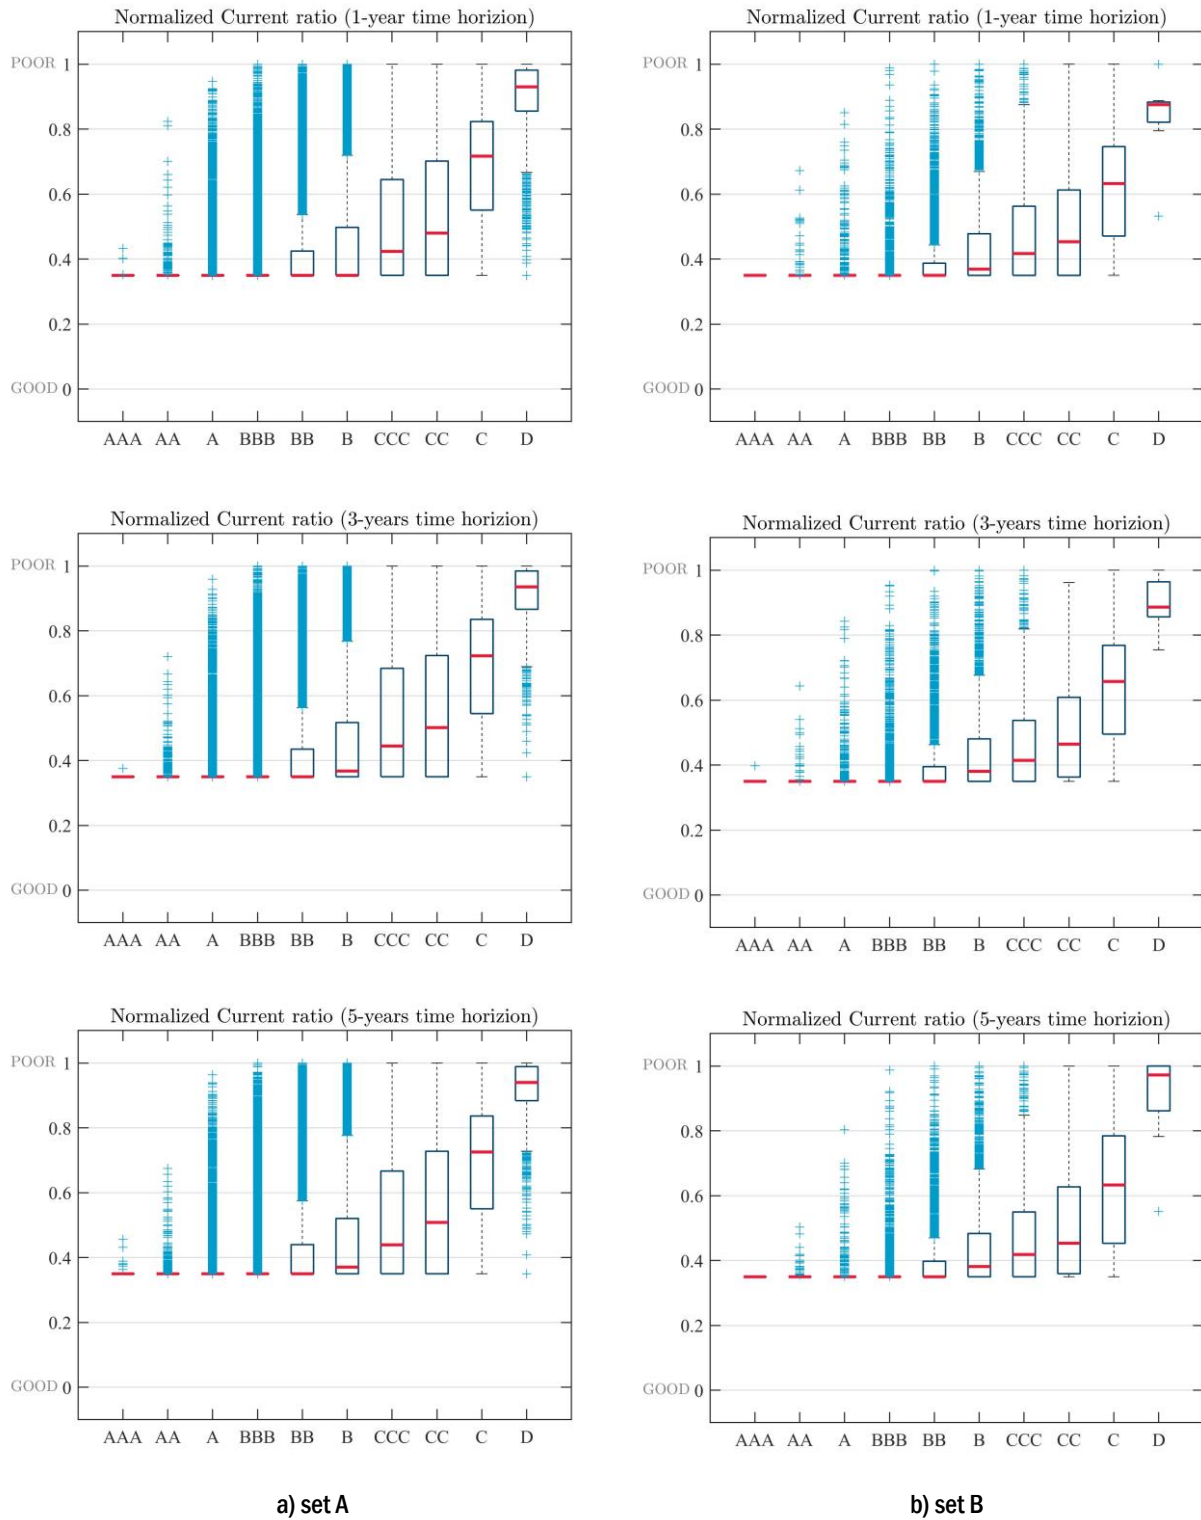 Normalized Current ratio (1-year time horizion)
POOR 1
0.8
0.6
0.4
0.2
GOOD 0
AAA AA A BBB BB B CCC CC C D
Normalized Current ratio (1-year time horizion)
POOR 1
0.8
0.6
0.4
0.2
GOOD 0
AAA AA A BBB BB B CCC CC C D
Normalized Current ratio (3-years time horizion)
POOR 1
0.8
0.6
0.4
0.2
GOOD 0
AAA AA A BBB BB B CCC CC C D
Normalized Current ratio (3-years time horizion)
POOR 1
0.8
0.6
0.4
0.2
GOOD 0
AAA AA A BBB BB B CCC CC C D
Normalized Current ratio (5-years time horizion)
POOR 1
0.8
0.6
0.4
0.2
GOOD 0
AAA AA A BBB BB B CCC CC C D
Normalized Current ratio (5-years time horizion)
POOR 1
0.8
0.6
0.4
0.2
GOOD 0
AAA AA A BBB BB B CCC CC C D
a) set A
b) set B